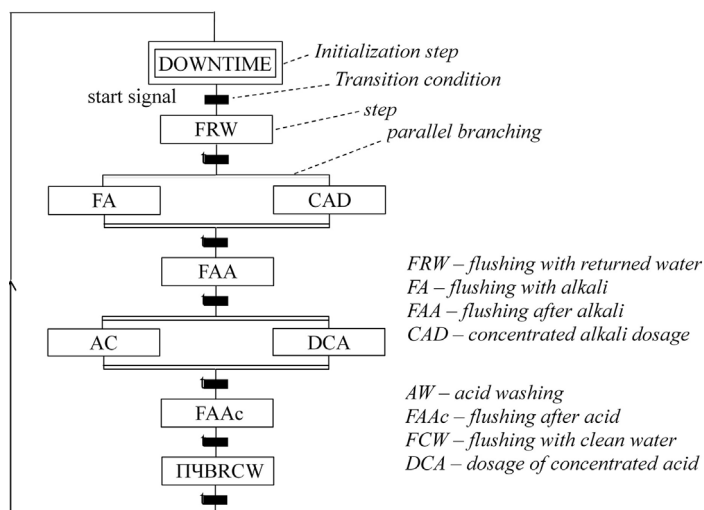 DOWNTIME
Initialization step
start signal
Transition condition
step
FRW
t
parallel branching
FA
CAD
t
FAA
t
FRW – flushing with returned water
FA – flushing with alkali
FAA – flushing after alkali
CAD – concentrated alkali dosage
AC
DCA
t
FAAc
t
ПЧВRCW
t
AW – acid washing
FAAc – flushing after acid
FCW – flushing with clean water
DCA – dosage of concentrated acid